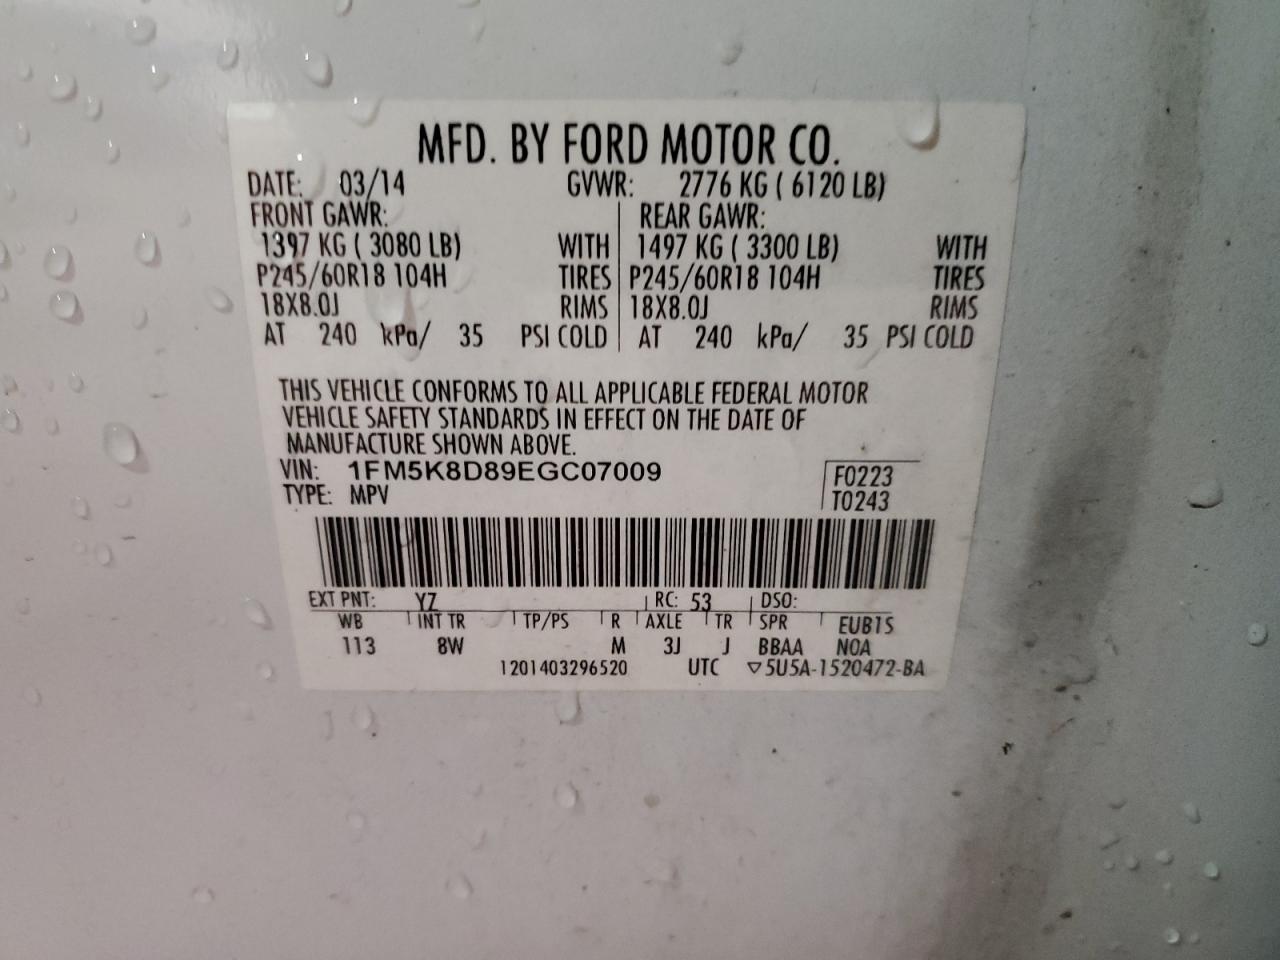 MFD. BY FORD MOTOR CO.
DATE: 03/14 GVWR: 2776 KG ( 6120 LB)
FRONT GAWR: REAR GAWR:
1397 KG ( 3080 LB) WITH 1497 KG ( 3300 LB) WITH
P245/60R18 104H TIRES P245/60R18 104H TIRES
18X8.0J RIMS 18X8.0J RIMS
AT 240 kPa/ 35 PSI COLD AT 240 kPa/ 35 PSI COLD
THIS VEHICLE CONFORMS TO ALL APPLICABLE FEDERAL MOTOR
VEHICLE SAFETY STANDARDS IN EFFECT ON THE DATE OF
MANUFACTURE SHOWN ABOVE.
VIN: 1FM5K8D89EGC07009 F0223
TYPE: MPV T0243
EXT PNT: YZ RC: 53 DSO:
WB INT TR TP/PS R AXLE TR SPR EUB1S
113 8W M 3J J BBAA NOA
1201403296520 UTC ▽5U5A-1520472-BA